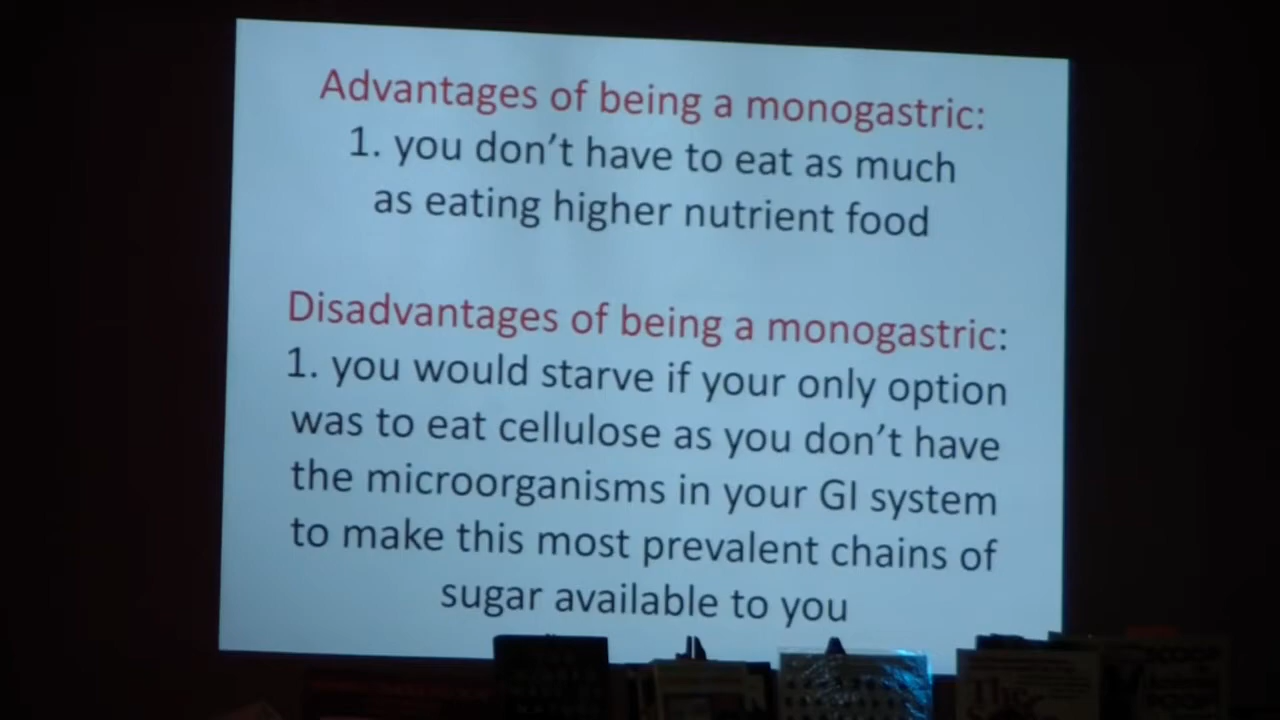 Advantages of being a monogastric:
1. you don't have to eat as much
as eating higher nutrient food
Disadvantages of being a monogastric:
1. you would starve if your only option
was to eat cellulose as you don't have
the microorganisms in your GI system
to make this most prevalent chains of
sugar available to you
The